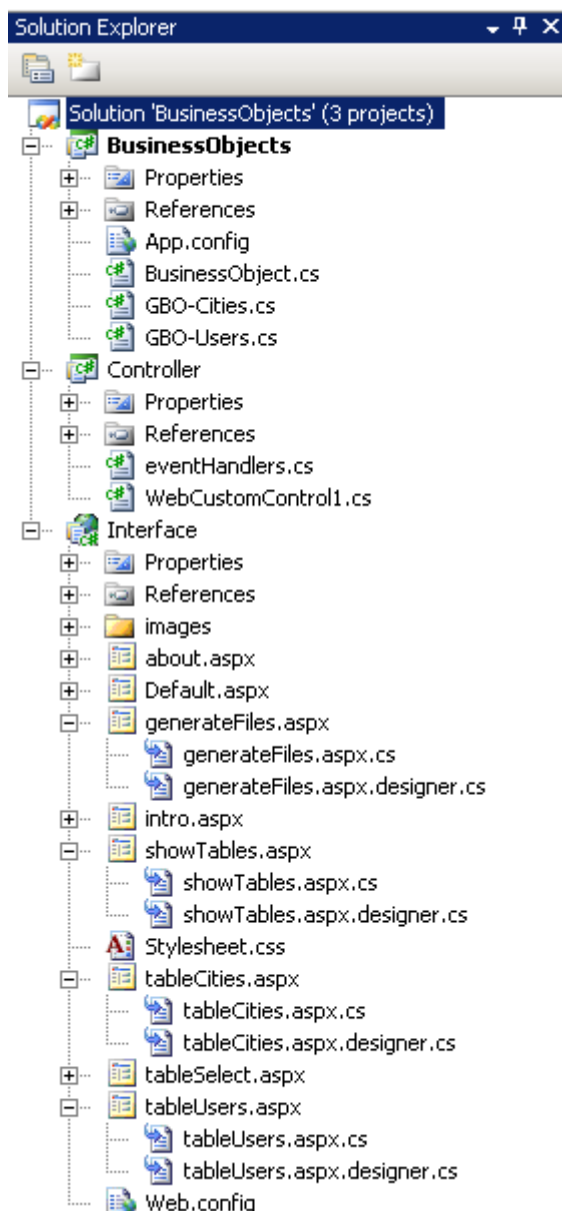 Solution Explorer
Solution 'BusinessObjects' (3 projects)
BusinessObjects
Properties
References
App.config
BusinessObject.cs
GBO-Cities.cs
GBO-Users.cs
Controller
Properties
References
eventHandlers.cs
WebCustomControl1.cs
Interface
Properties
References
images
about.aspx
Default.aspx
generateFiles.aspx
generateFiles.aspx.cs
generateFiles.aspx.designer.cs
intro.aspx
showTables.aspx
showTables.aspx.cs
showTables.aspx.designer.cs
Stylesheet.css
tableCities.aspx
tableCities.aspx.cs
tableCities.aspx.designer.cs
tableSelect.aspx
tableUsers.aspx
tableUsers.aspx.cs
tableUsers.aspx.designer.cs
Web.config